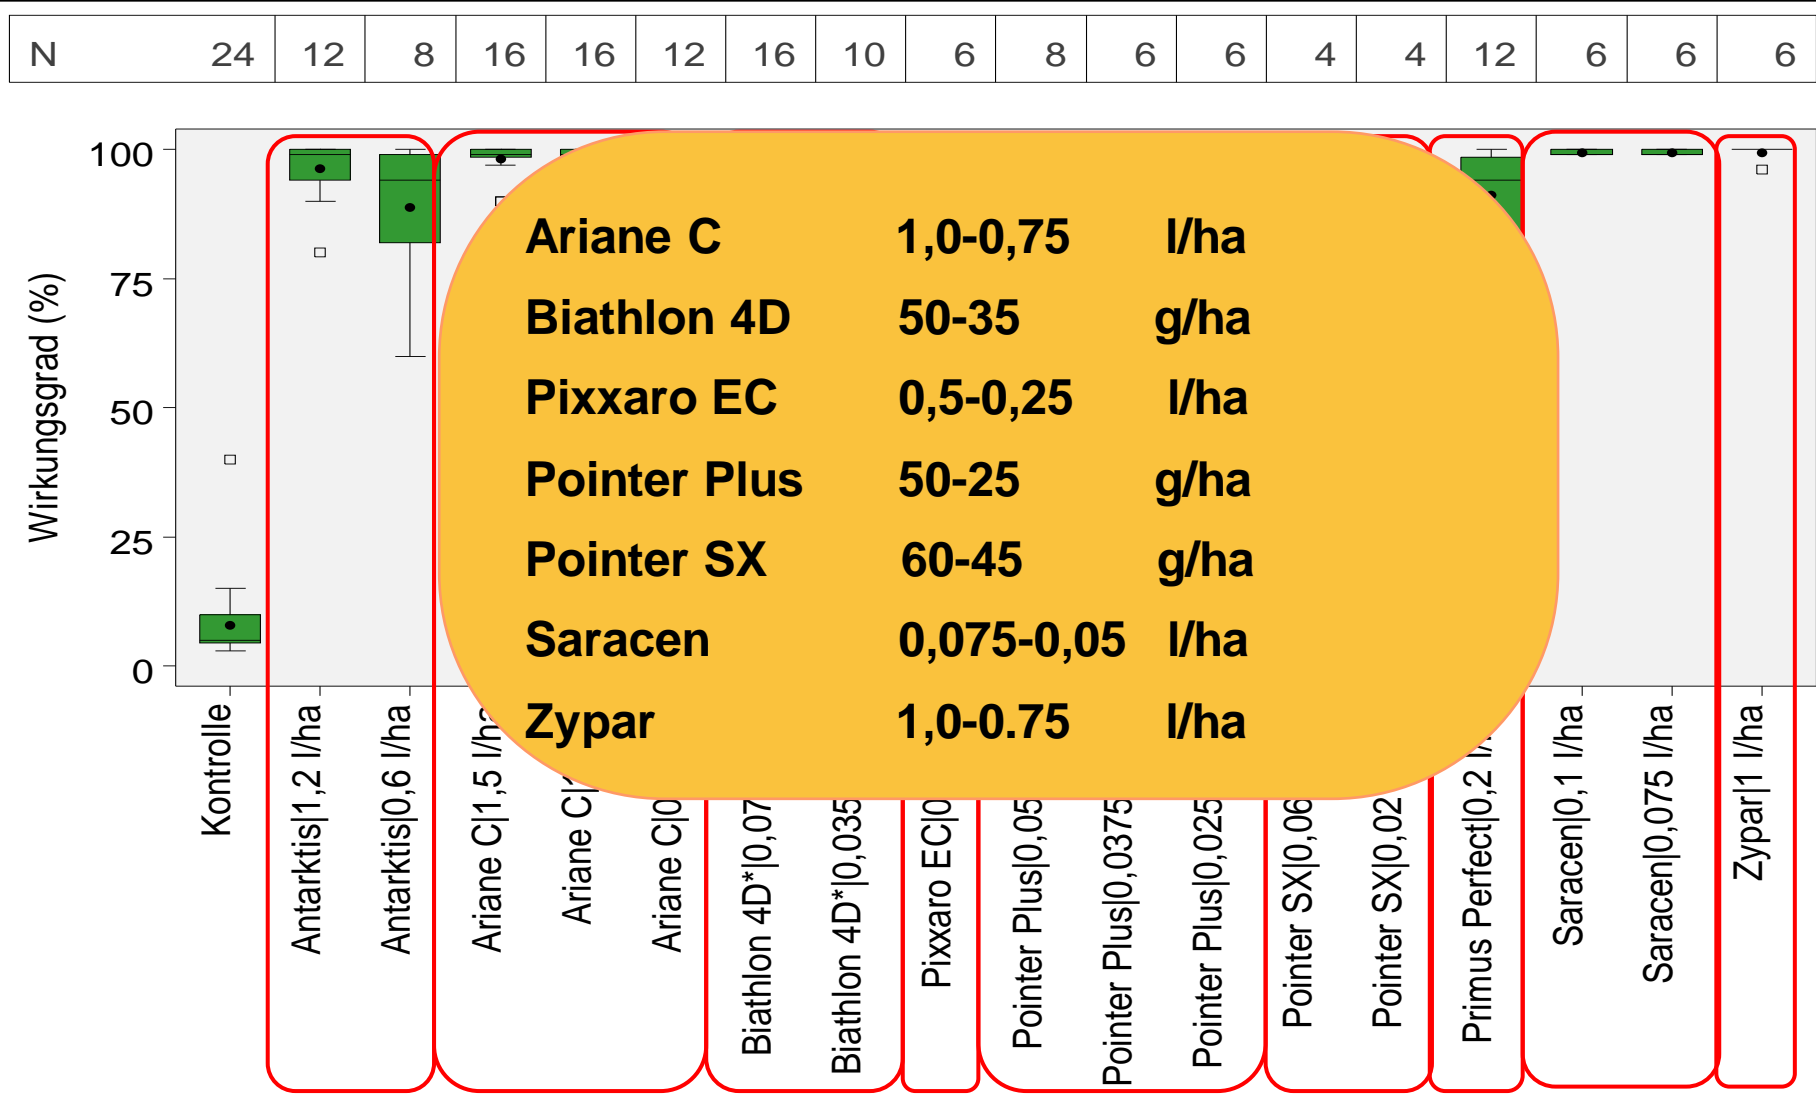 N 24 12 8 16 16 12 16 10 6 8 6 6 4 4 12 6 6 6
Wirkungsgrad (%)
100
75
50
25
0
Ariane C 1,0-0,75 l/ha
Biathlon 4D 50-35 g/ha
Pixxaro EC 0,5-0,25 l/ha
Pointer Plus 50-25 g/ha
Pointer SX 60-45 g/ha
Saracen 0,075-0,05 l/ha
Zypar 1,0-0.75 l/ha
Kontrolle
Antarktis|1,2 l/ha
Antarktis|0,6 l/ha
Ariane C|1,5 l/ha
Ariane C|
Ariane C|0
Biathlon 4D*|0,07
Biathlon 4D*|0,035
Pixxaro EC|0
Pointer Plus|0,05
Pointer Plus|0,0375
Pointer Plus|0,025
Pointer SX|0,06
Pointer SX|0,02
Primus Perfect|0,2 l/
Saracen|0,1 l/ha
Saracen|0,075 l/ha
Zypar|1 l/ha